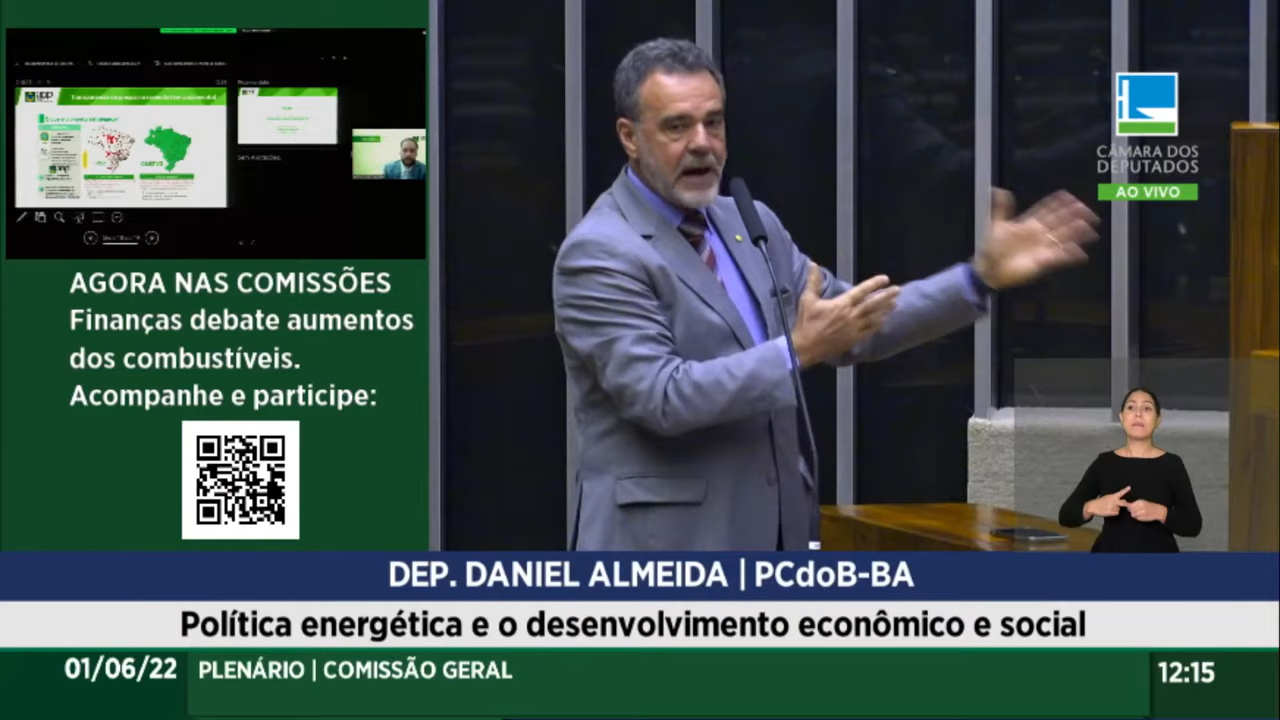 AGORA NAS COMISSÕES
Finanças debate aumentos
dos combustíveis.
Acompanhe e participe:
CÂMARA DOS
DEPUTADOS
AO VIVO
DEP. DANIEL ALMEIDA | PCdoB-BA
Política energética e o desenvolvimento econômico e social
01/06/22
PLENÁRIO | COMISSÃO GERAL
12:15